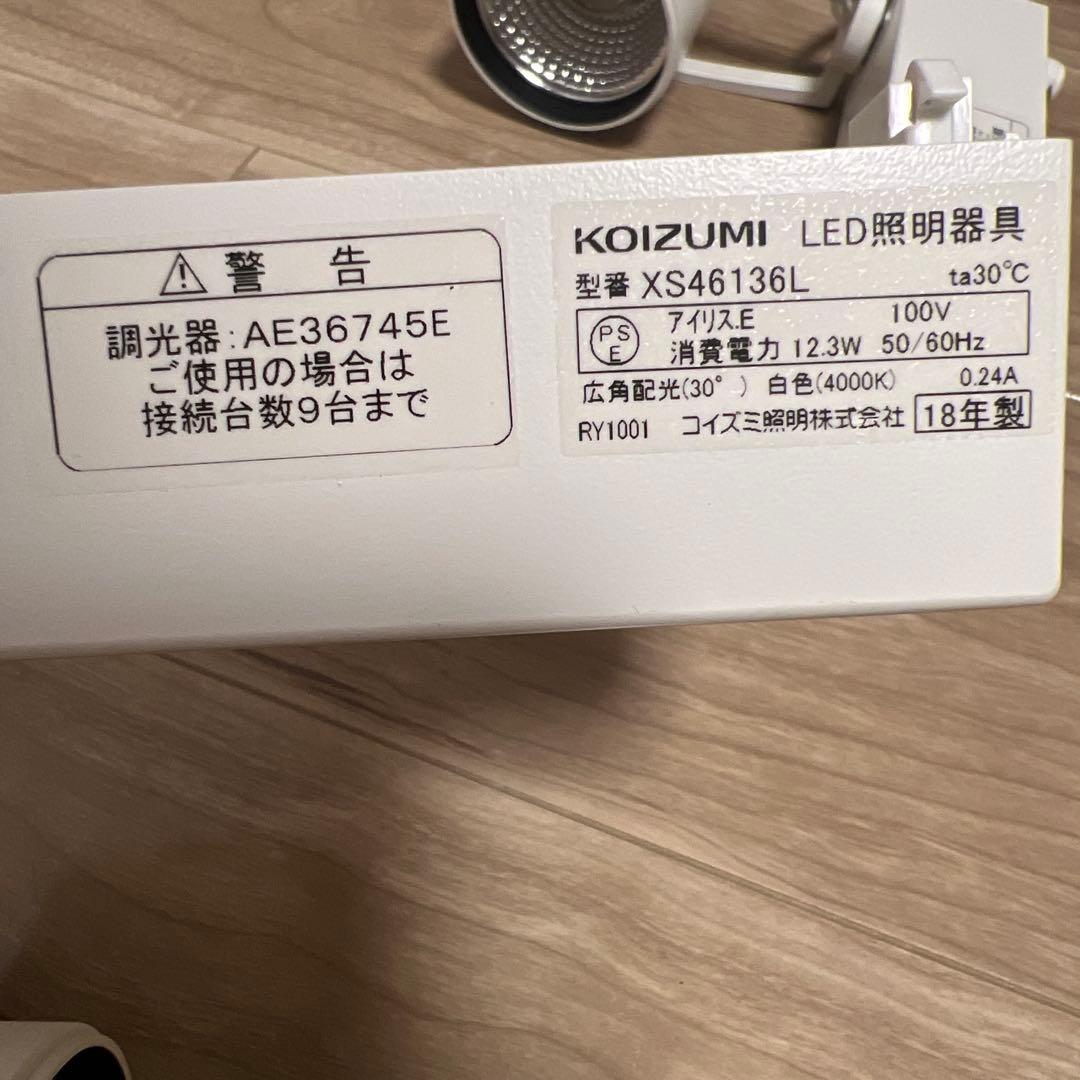 警 告
調光器:AE36745E
ご使用の場合は
接続台数9台まで
KOIZUMI LED照明器具
型番 XS46136L ta30℃
PS
E
アイリス.E 100V
消費電力 12.3W 50/60Hz
広角配光(30°) 白色(4000K) 0.24A
RY1001 コイズミ照明株式会社 18年製